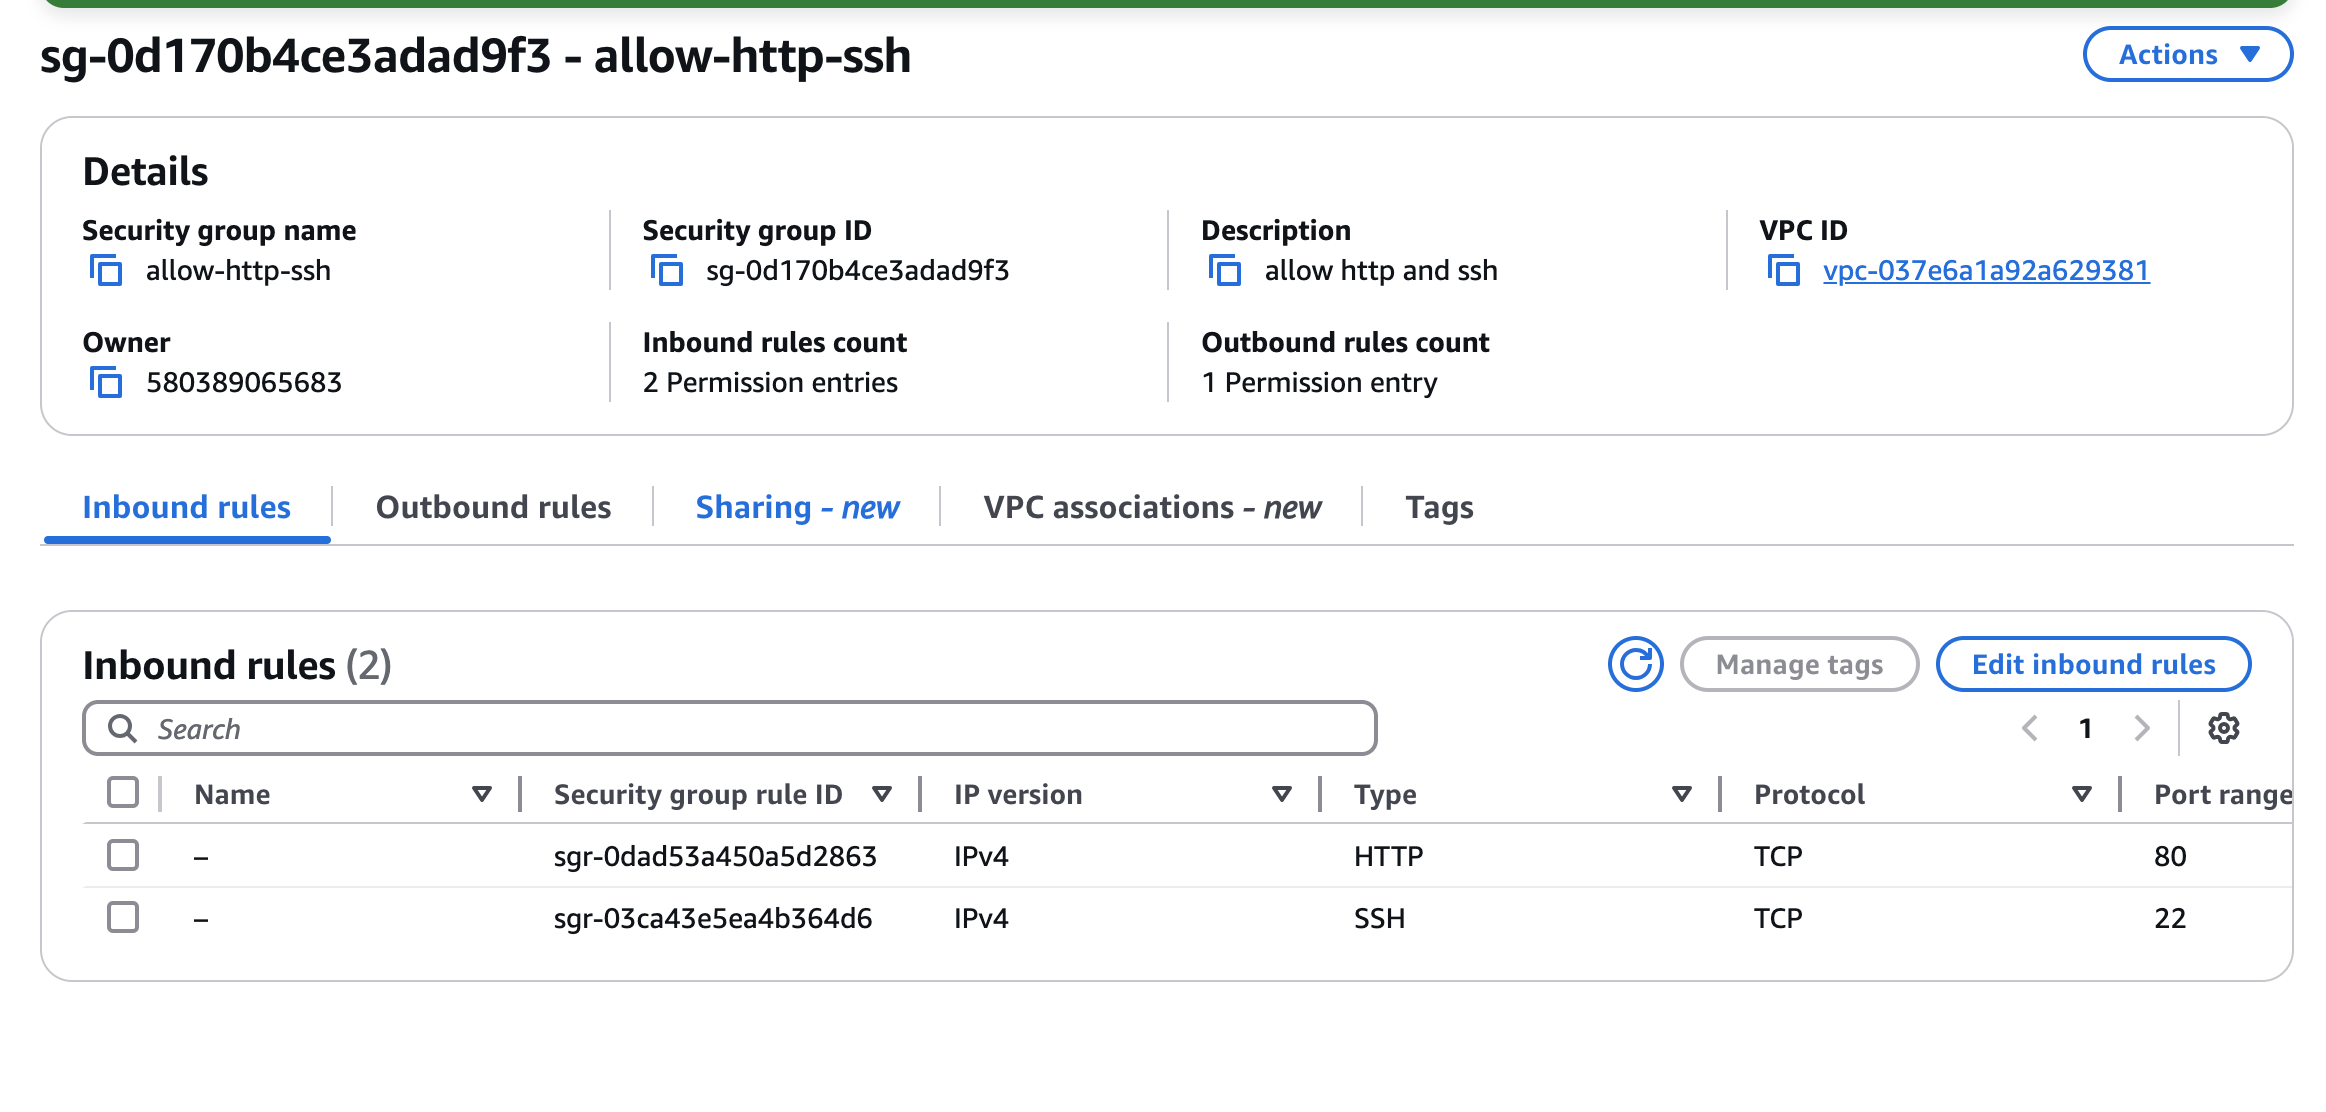 sg-0d170b4ce3adad9f3 - allow-http-ssh
Actions
Details
Security group name
allow-http-ssh
Security group ID
sg-0d170b4ce3adad9f3
Description
allow http and ssh
VPC ID
vpc-037e6a1a92a629381
Owner
580389065683
Inbound rules count
2 Permission entries
Outbound rules count
1 Permission entry
Inbound rules Outbound rules Sharing - new VPC associations - new Tags
Inbound rules (2)
Manage tags Edit inbound rules
Search
1
Name Security group rule ID IP version Type Protocol Port range
– sgr-0dad53a450a5d2863 IPv4 HTTP TCP 80
– sgr-03ca43e5ea4b364d6 IPv4 SSH TCP 22